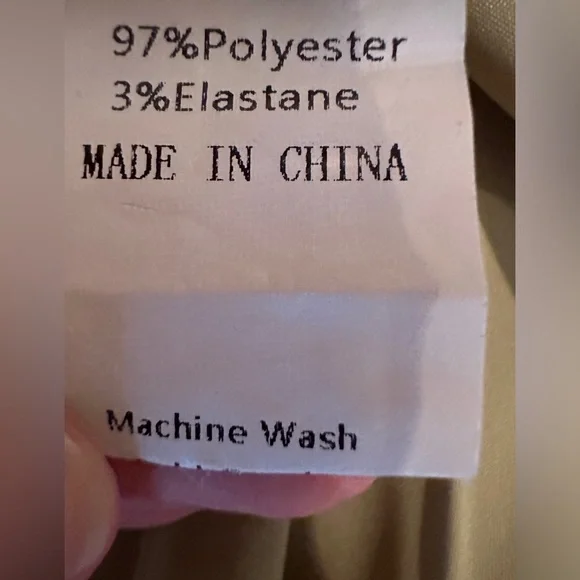 97%Polyester
3%Elastane
MADE IN CHINA
Machine Wash